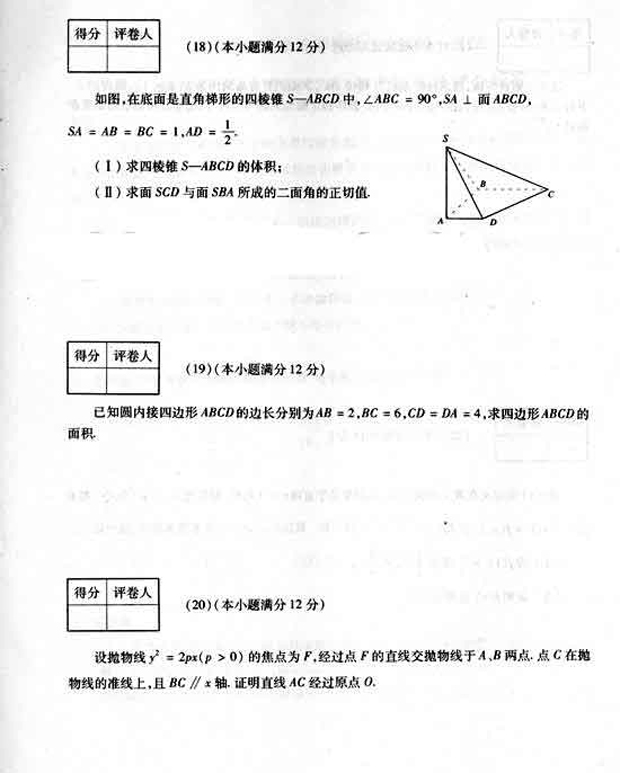 得分 评卷人
(18)(本小题满分12分)
如图,在底面是直角梯形的四棱锥 S—ABCD 中,∠ABC = 90°,SA ⊥ 面 ABCD,
SA = AB = BC = 1,AD = 1/2.
(Ⅰ)求四棱锥 S—ABCD 的体积;
(Ⅱ)求面 SCD 与面 SBA 所成的二面角的正切值.
S
B
C
A
D
得分 评卷人
(19)(本小题满分12分)
已知圆内接四边形 ABCD 的边长分别为 AB = 2,BC = 6,CD = DA = 4,求四边形 ABCD 的
面积.
得分 评卷人
(20)(本小题满分12分)
设抛物线 y² = 2px(p > 0) 的焦点为 F,经过点 F 的直线交抛物线于 A、B 两点. 点 C 在抛
物线的准线上,且 BC // x 轴. 证明直线 AC 经过原点 O.